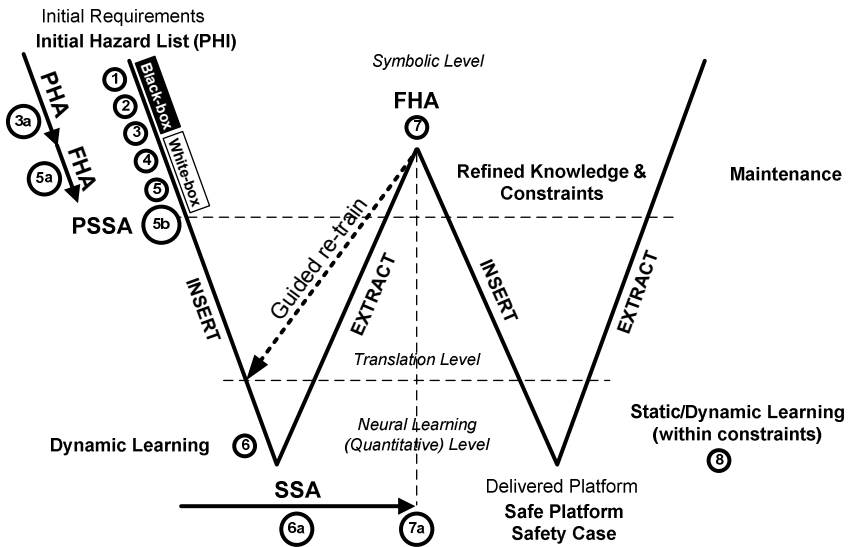 Initial Requirements
Initial Hazard List (PHI)
Symbolic Level
PHA
3a
1
Black-box
2
3
White-box
4
5
FHA
5a
PSSA
5b
FHA
7
Refined Knowledge &
Constraints
Maintenance
Guided re-train
INSERT
EXTRACT
INSERT
EXTRACT
Translation Level
Dynamic Learning
6
Neural Learning
(Quantitative) Level
Static/Dynamic Learning
(within constraints)
8
SSA
6a
7a
Delivered Platform
Safe Platform
Safety Case